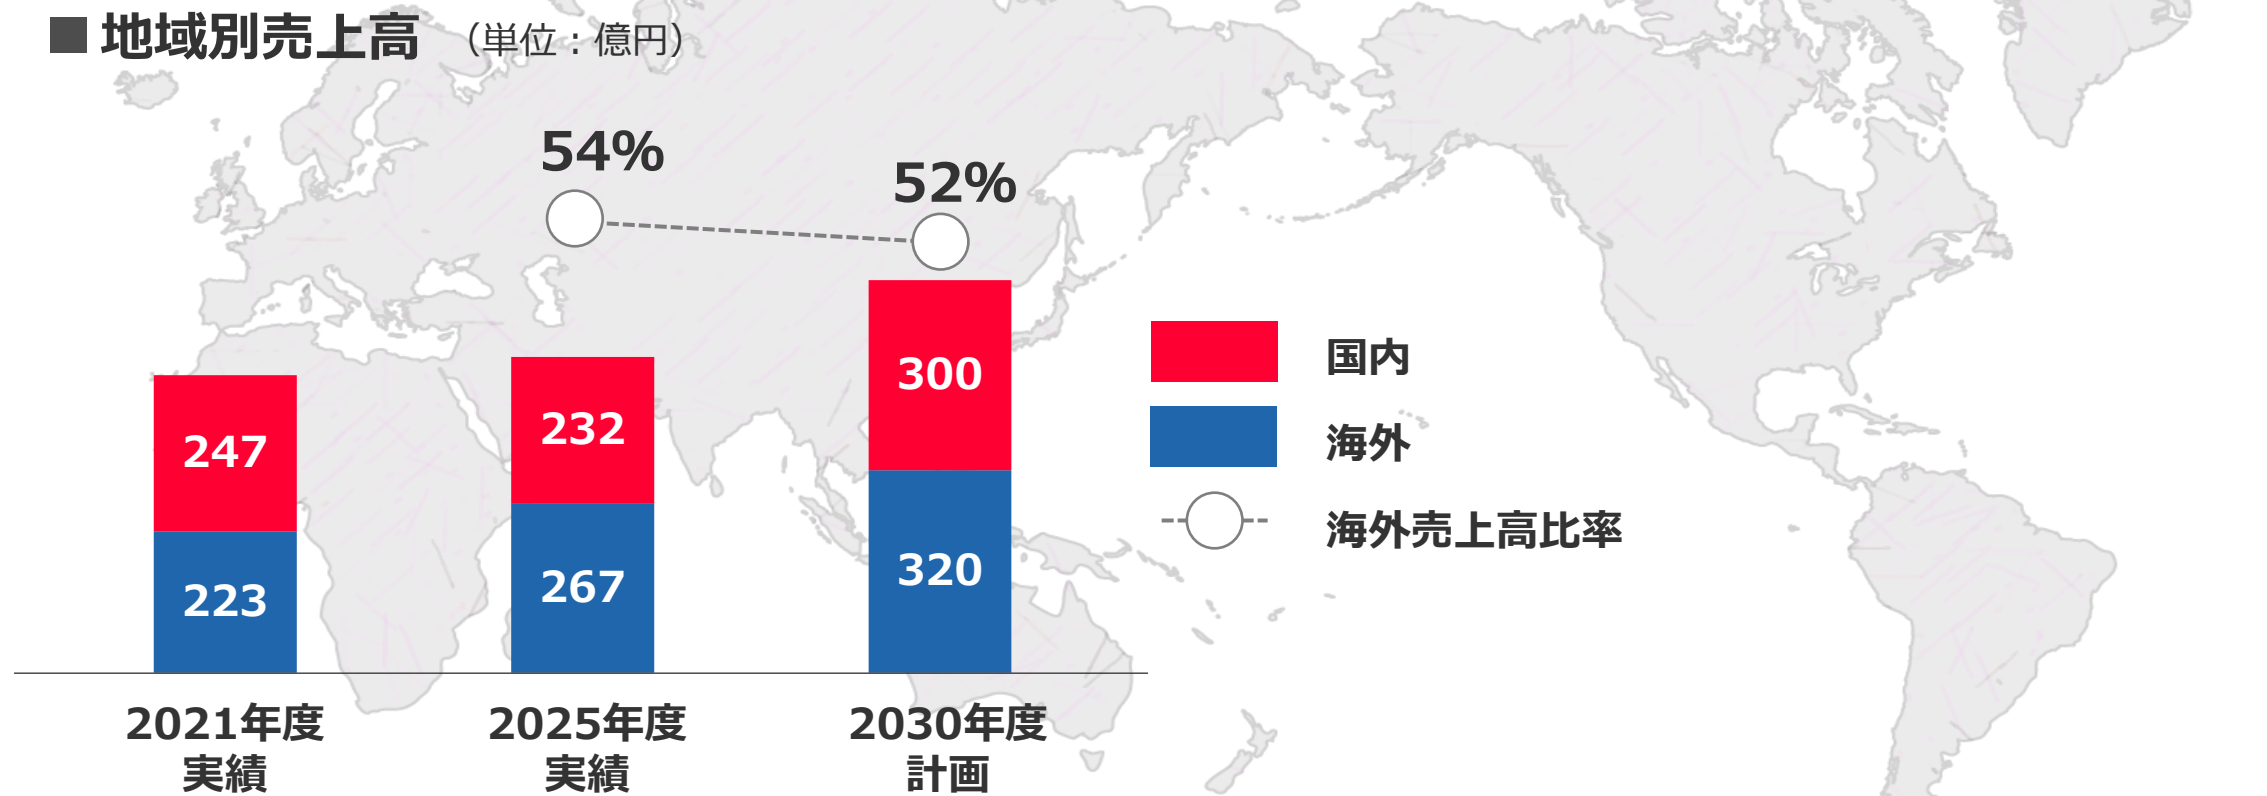 ■地域別売上高 （単位：億円）
54%
52%
247
223
232
267
300
320
国内
海外
海外売上高比率
2021年度
実績
2025年度
実績
2030年度
計画